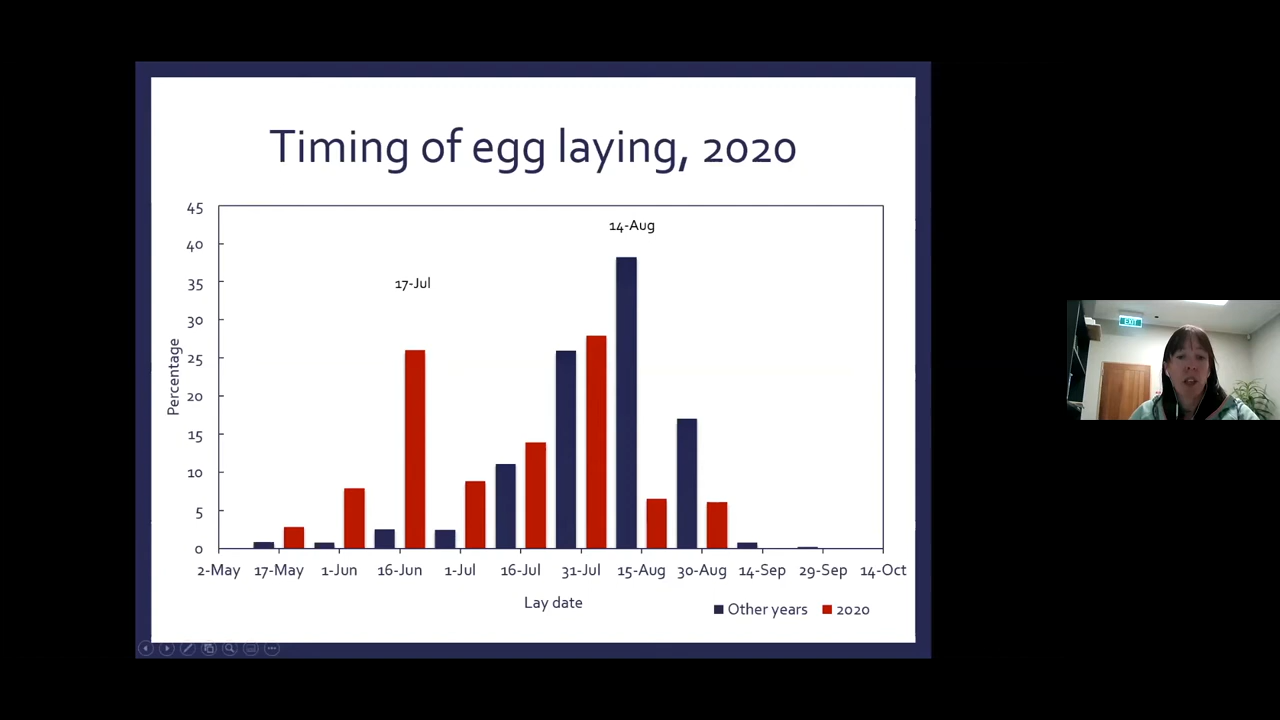 Timing of egg laying, 2020
45
40
35
30
25
20
15
10
5
0
Percentage
17-Jul
14-Aug
2-May 17-May 1-Jun 16-Jun 1-Jul 16-Jul 31-Jul 15-Aug 30-Aug 14-Sep 29-Sep 14-Oct
Lay date
Other years 2020
EXIT